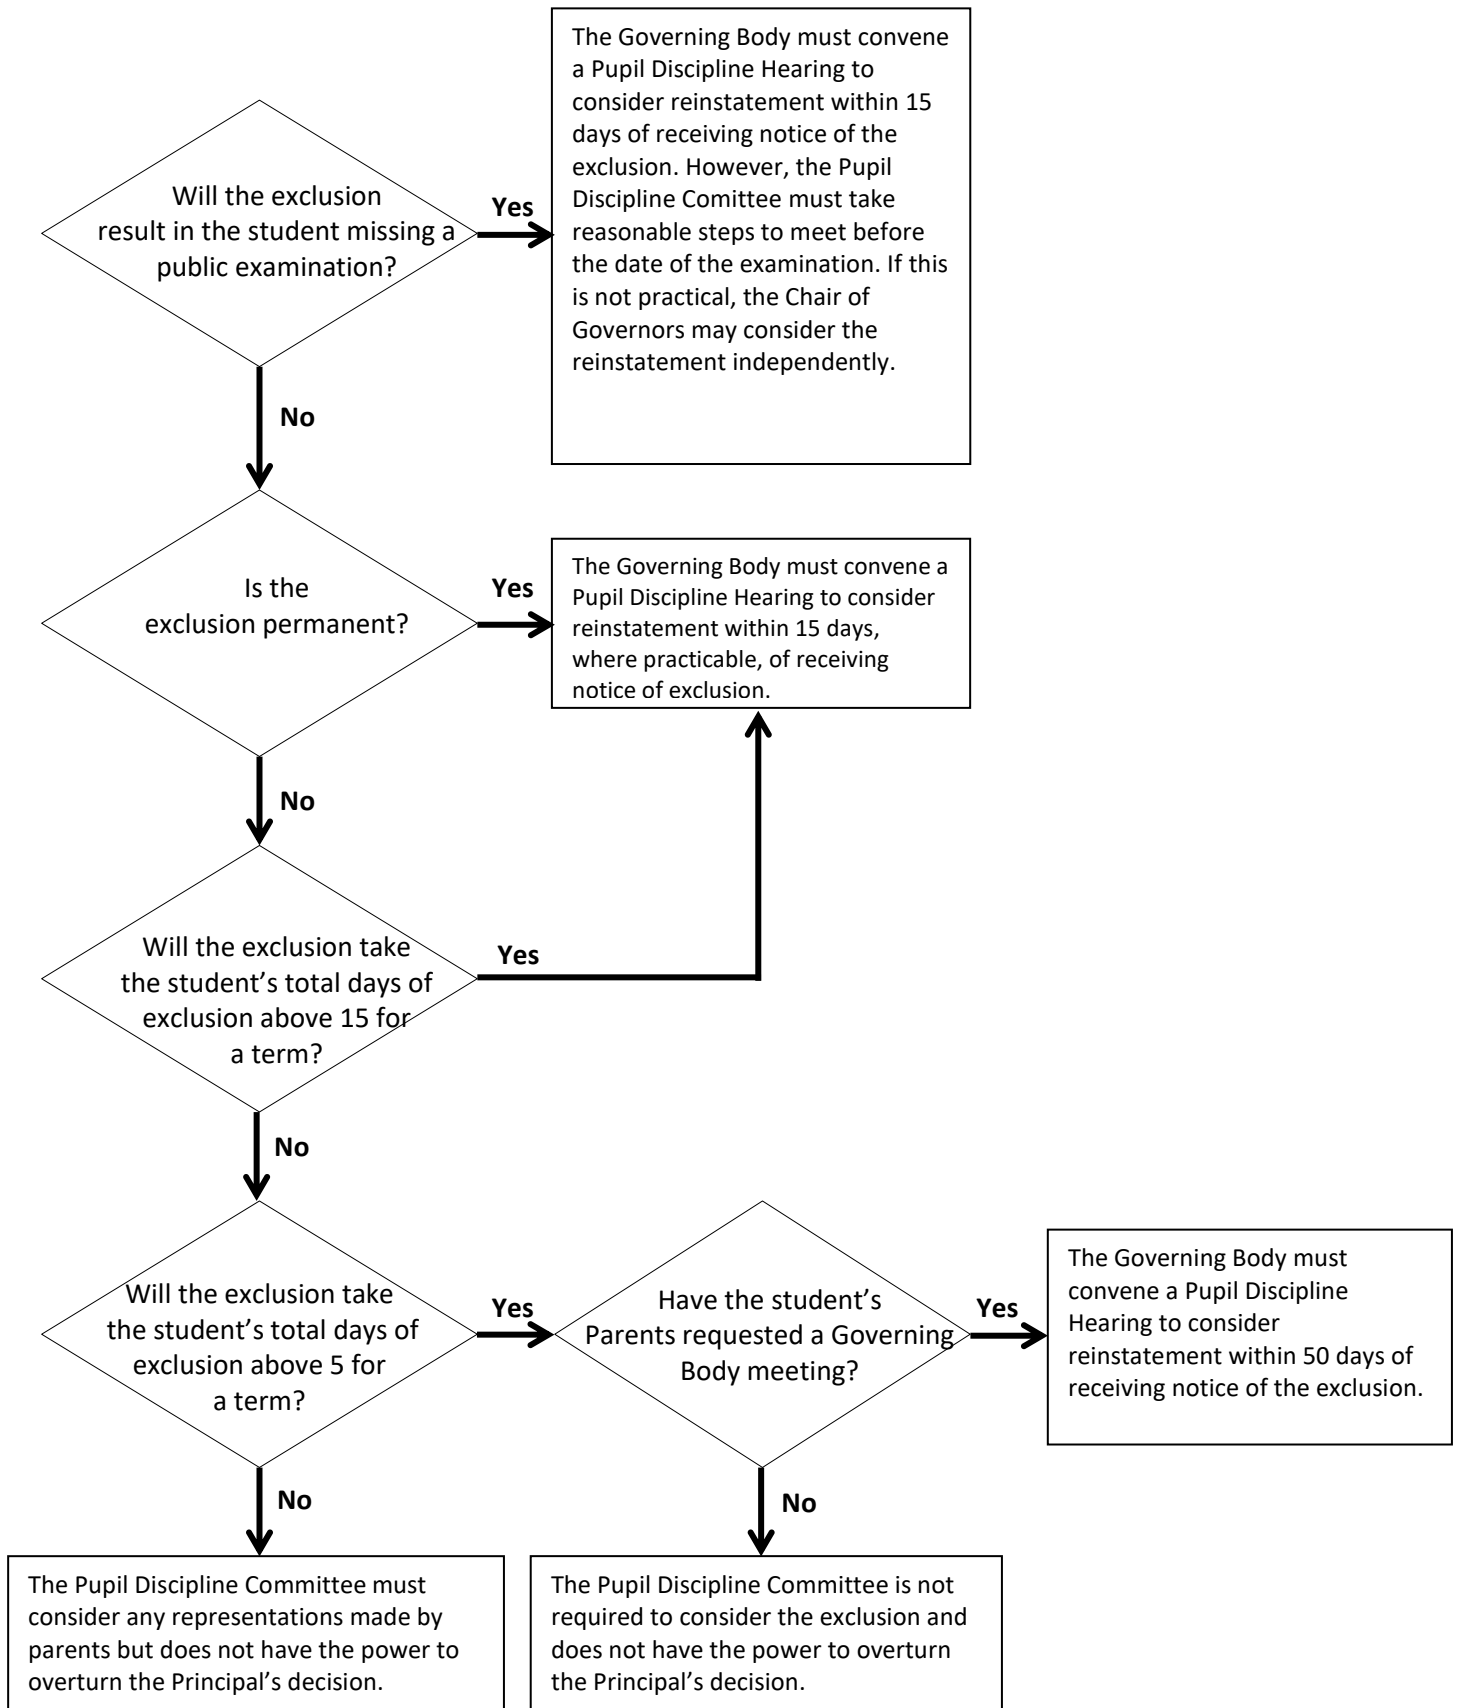 The Governing Body must convene
a Pupil Discipline Hearing to
consider reinstatement within 15
days of receiving notice of the
exclusion. However, the Pupil
Discipline Comittee must take
reasonable steps to meet before
the date of the examination. If this
is not practical, the Chair of
Governors may consider the
reinstatement independently.
Will the exclusion
result in the student missing a
public examination?
Yes
No
Is the
exclusion permanent?
Yes
The Governing Body must convene a
Pupil Discipline Hearing to consider
reinstatement within 15 days,
where practicable, of receiving
notice of exclusion.
No
Will the exclusion take
the student’s total days of
exclusion above 15 for
a term?
Yes
No
Will the exclusion take
the student’s total days of
exclusion above 5 for
a term?
Yes
Have the student’s
Parents requested a Governing
Body meeting?
Yes
The Governing Body must
convene a Pupil Discipline
Hearing to consider
reinstatement within 50 days of
receiving notice of the exclusion.
No
No
The Pupil Discipline Committee must
consider any representations made by
parents but does not have the power to
overturn the Principal’s decision.
The Pupil Discipline Committee is not
required to consider the exclusion and
does not have the power to overturn
the Principal’s decision.